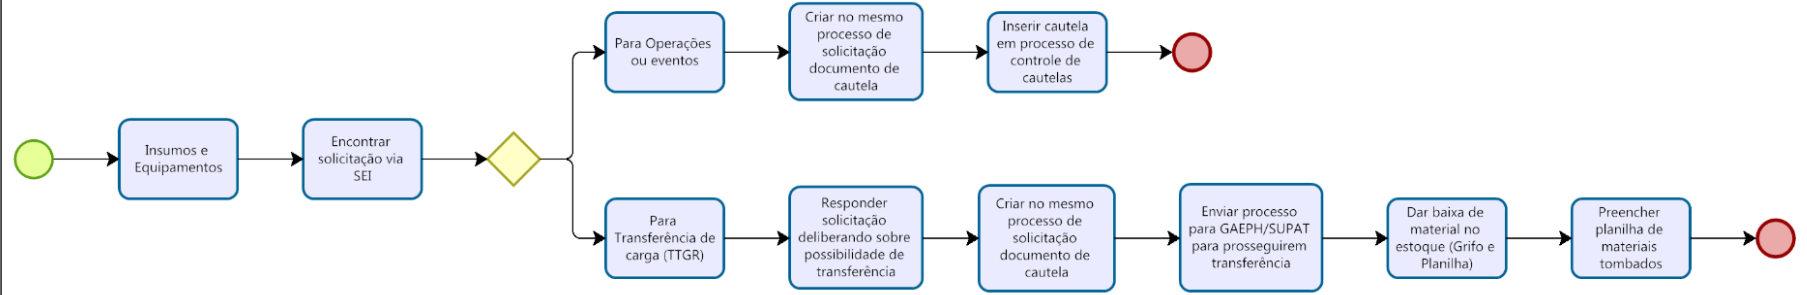 Insumos e
Equipamentos
Encontrar
solicitação via
SEI
Para Operações
ou eventos
Criar no mesmo
processo de
solicitação
documento de
cautela
Inserir cautela
em processo de
controle de
cautelas
Para
Transferência de
carga (TTGR)
Responder
solicitação
deliberando sobre
possibilidade de
transferência
Criar no mesmo
processo de
solicitação
documento de
cautela
Enviar processo
para GAEPH/SUPAT
para prosseguirem
transferência
Dar baixa de
material no
estoque (Grifo e
Planilha)
Preencher
planilha de
materiais
tombados